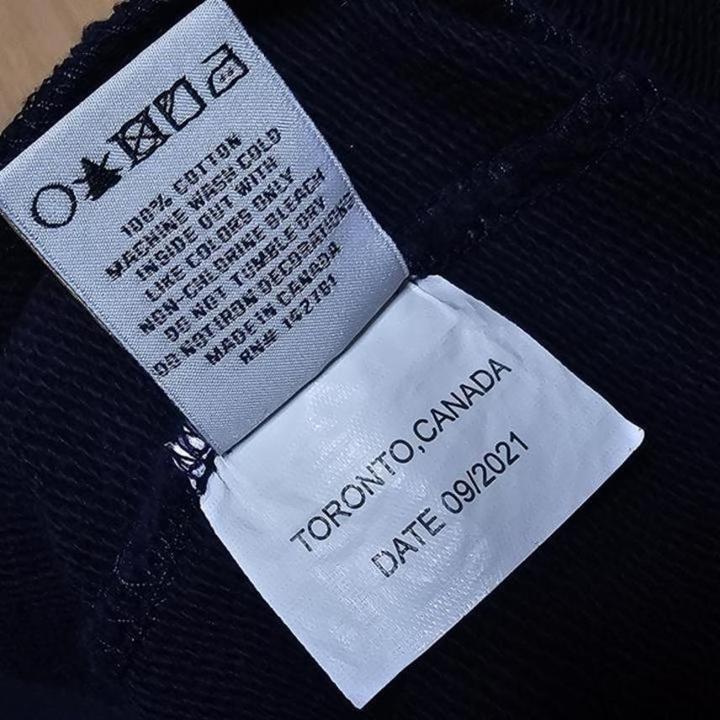 100% COTTON
MACHINE WASH COLD
INSIDE OUT WITH
LIKE COLORS ONLY
NON-CHLORINE BLEACH
DO NOT TUMBLE DRY
DO NOT IRON DECORATIONS
MADE IN CANADA
RN# 142761
TORONTO,CANADA
DATE 09/2021